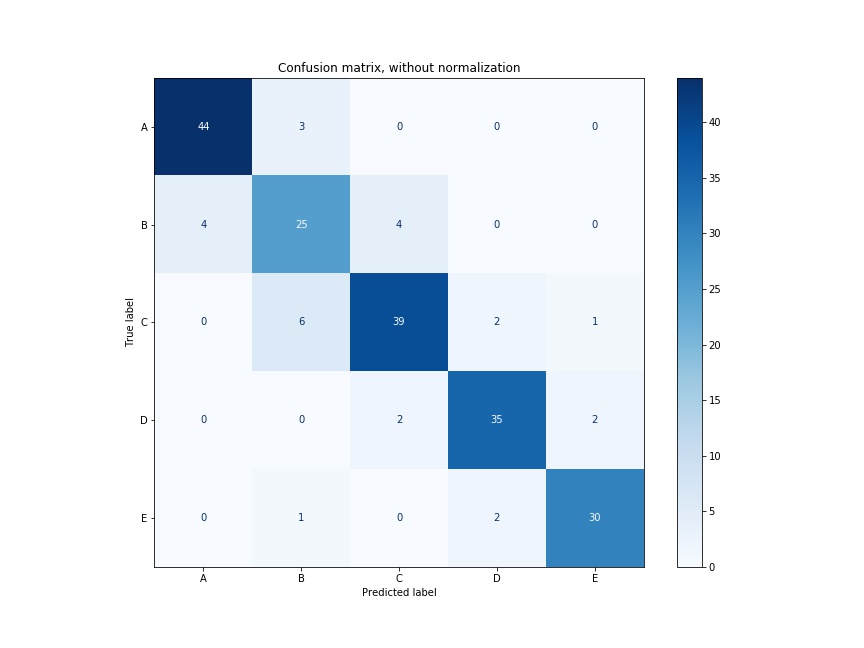 Confusion matrix, without normalization
A 44 3 0 0 0
B 4 25 4 0 0
C 0 6 39 2 1
D 0 0 2 35 2
E 0 1 0 2 30
A B C D E
Predicted label
True label
40
35
30
25
20
15
10
5
0